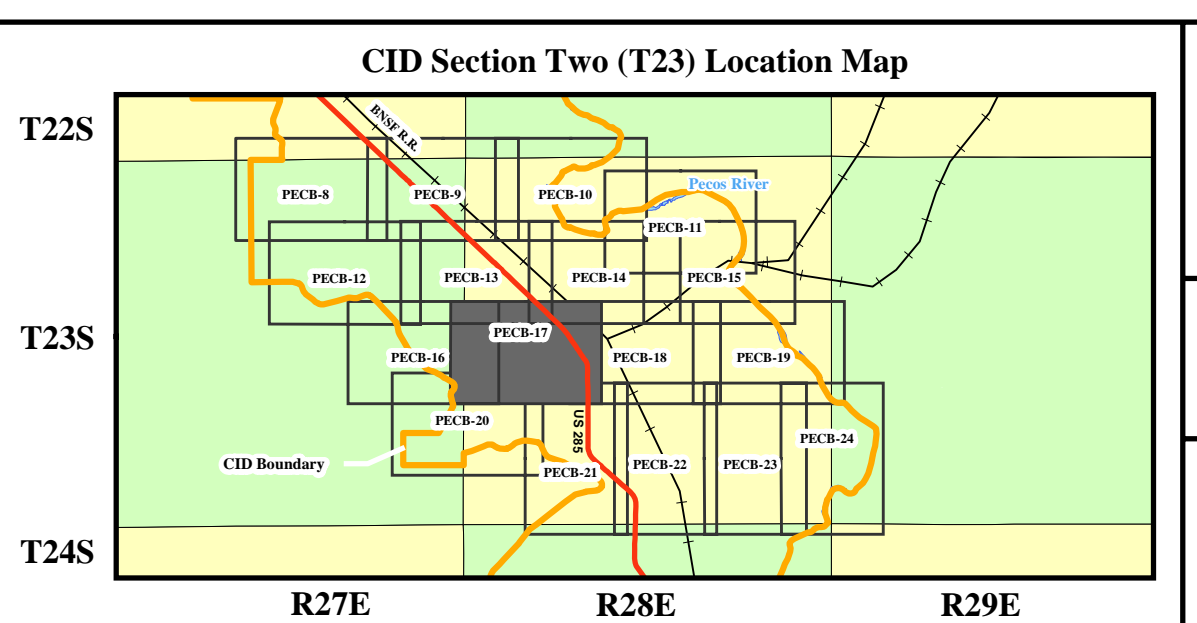 CID Section Two (T23) Location Map
T22S
BNSF R.R.
PECB-8
PECB-9
PECB-10
Pecos River
PECB-11
PECB-12
PECB-13
PECB-14
PECB-15
T23S
PECB-17
PECB-16
PECB-18
PECB-19
PECB-20
US 285
PECB-24
CID Boundary
PECB-21
PECB-22
PECB-23
T24S
R27E
R28E
R29E